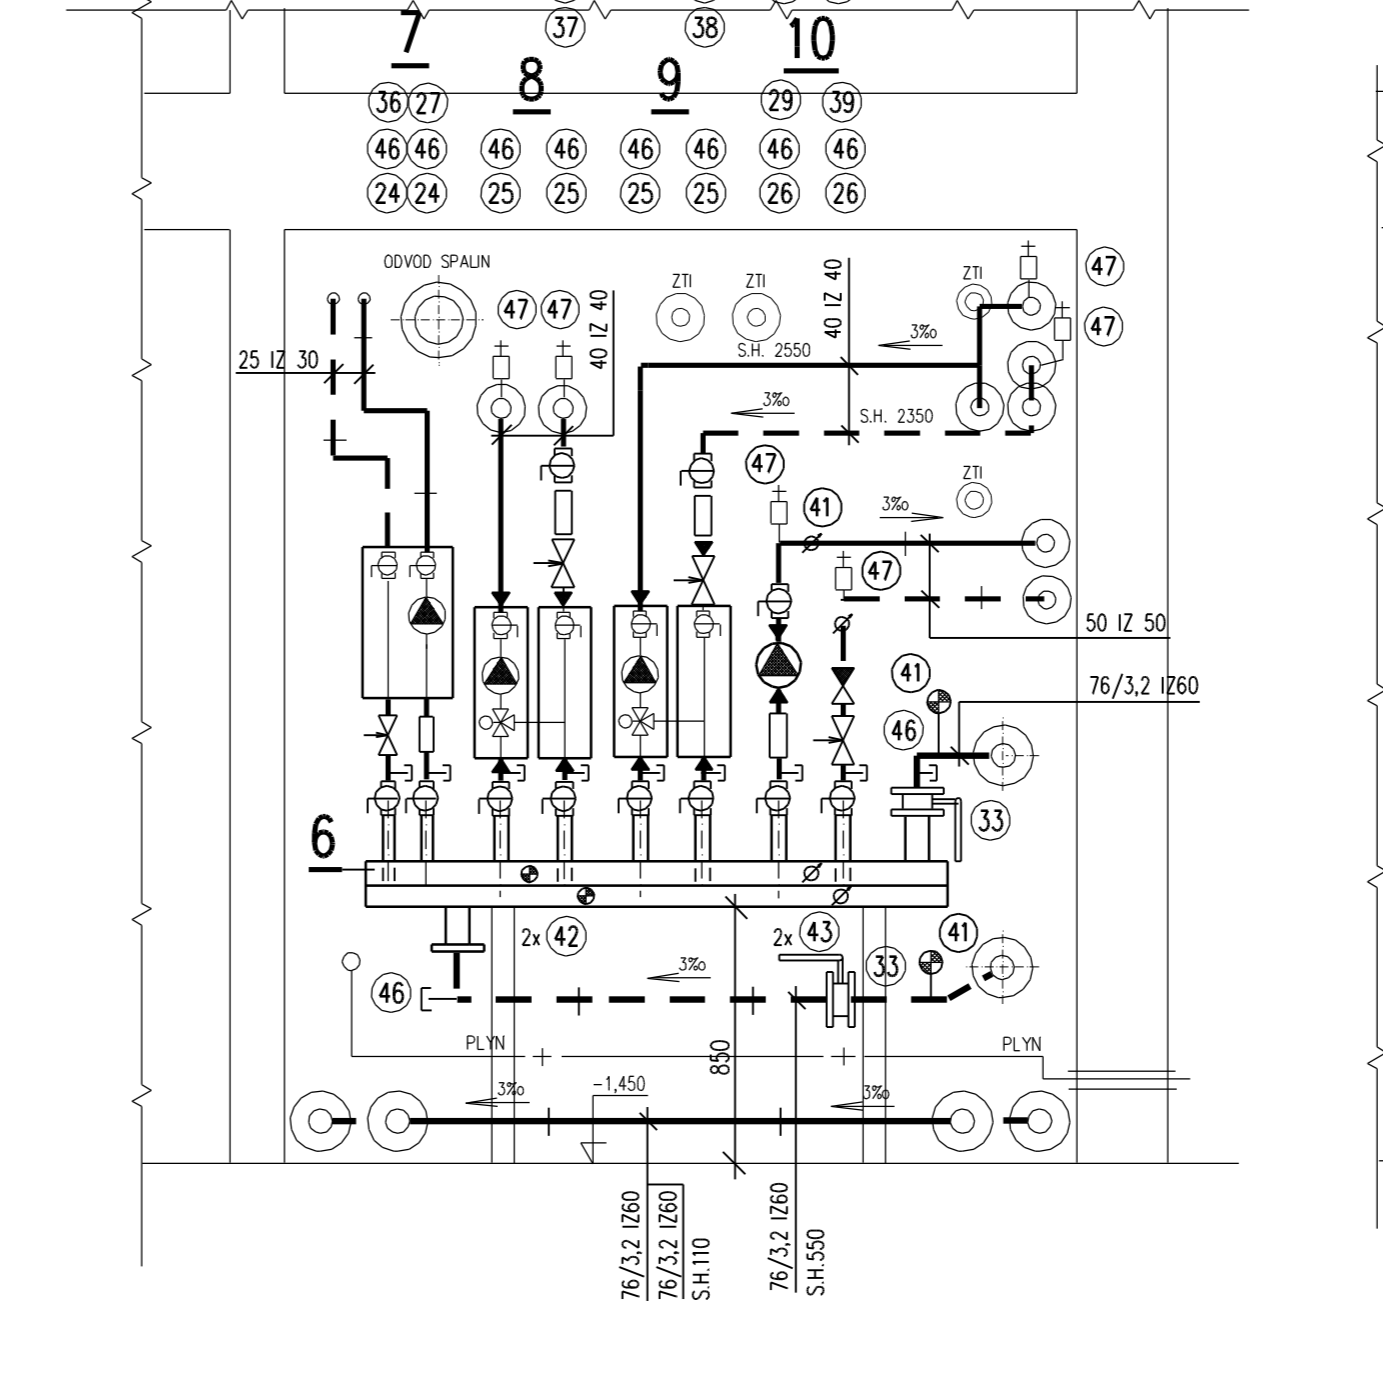 37
38
7
10
8
9
36 27
29 39
46 46 46 46 46 46 46 46
24 24 25 25 25 25 26 26
ODVOD SPALIN
47 47
40 IZ 40
ZTI
ZTI
40 IZ 40
ZTI
47
47
3‰
S.H. 2550
25 IZ 30
3‰
S.H. 2350
47
ZTI
41
3‰
47
50 IZ 50
41
76/3,2 IZ60
46
33
6
2x 42
2x 43
41
33
46
3‰
PLYN
PLYN
850
3‰
-1,450
3‰
76/3,2 IZ60
76/3,2 IZ60
S.H.110
76/3,2 IZ60
S.H.550